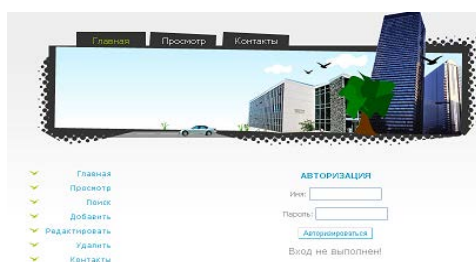 Главная Просмотр Контакты
Главная
Просмотр
Поиск
Добавить
Редактировать
Удалить
Контакты
АВТОРИЗАЦИЯ
Имя:
Пароль:
Авторизироваться
Вход не выполнен!